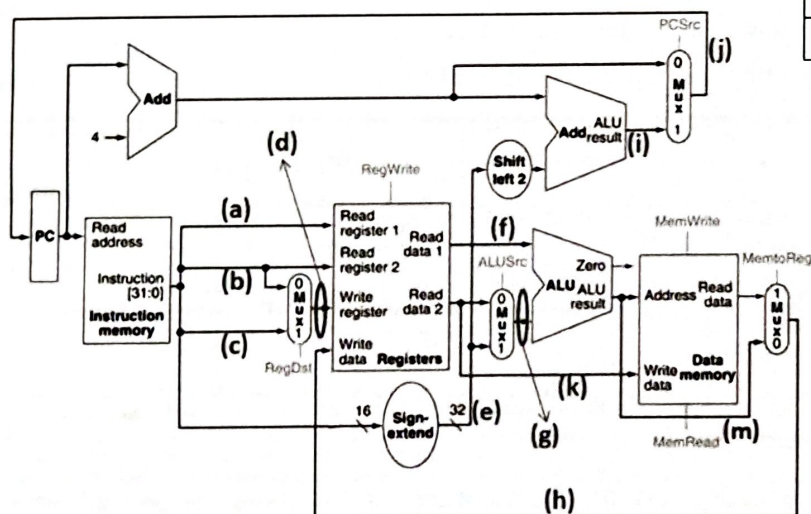 PCSrc
(j)
0
M
u
x
1
Add
4
Add
ALU
result
(i)
Shift
left 2
(d)
RegWrite
PC
Read
address
Instruction
[31:0]
Instruction
memory
(a)
(b)
(c)
0
M
u
x
1
RegDst
Read
register 1
Read
register 2
Write
register
Write
data
Read
data 1
Read
data 2
Registers
(f)
ALUSrc
0
M
u
x
1
Zero
ALU
ALU
result
MemWrite
Address
Read
data
Write
data
Data
memory
MemRead
MemtoReg
1
M
u
x
0
16
Sign-
extend
32
(e)
(g)
(k)
(m)
(h)